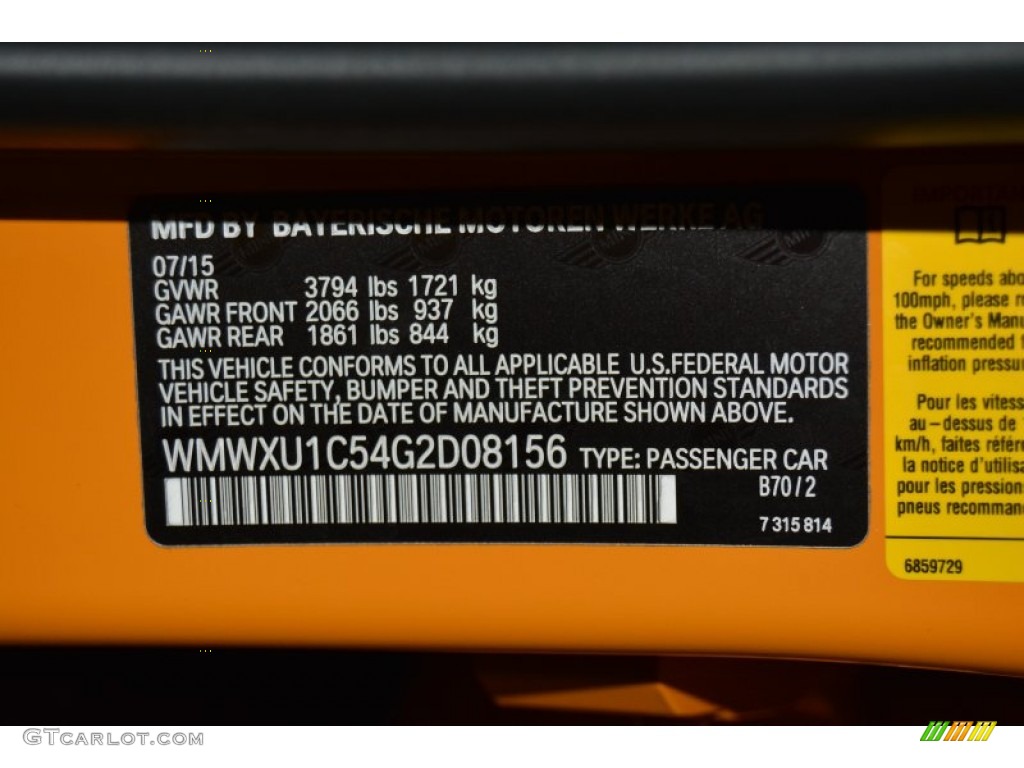 MFD BY BAYERISCHE MOTOREN WERKE AG
07/15
GVWR 3794 lbs 1721 kg
GAWR FRONT 2066 lbs 937 kg
GAWR REAR 1861 lbs 844 kg
THIS VEHICLE CONFORMS TO ALL APPLICABLE U.S.FEDERAL MOTOR
VEHICLE SAFETY, BUMPER AND THEFT PREVENTION STANDARDS
IN EFFECT ON THE DATE OF MANUFACTURE SHOWN ABOVE.
WMWXU1C54G2D08156 TYPE: PASSENGER CAR
B70/2
7 315 814
IMPORTAN
For speeds abo
100mph, please r
the Owner's Manu
recommended
inflation pressu
Pour les vitess
au-dessus de
km/h, faites référe
la notice d'utilisa
pour les pression
pneus recomman
6859729
GTcarlot.com